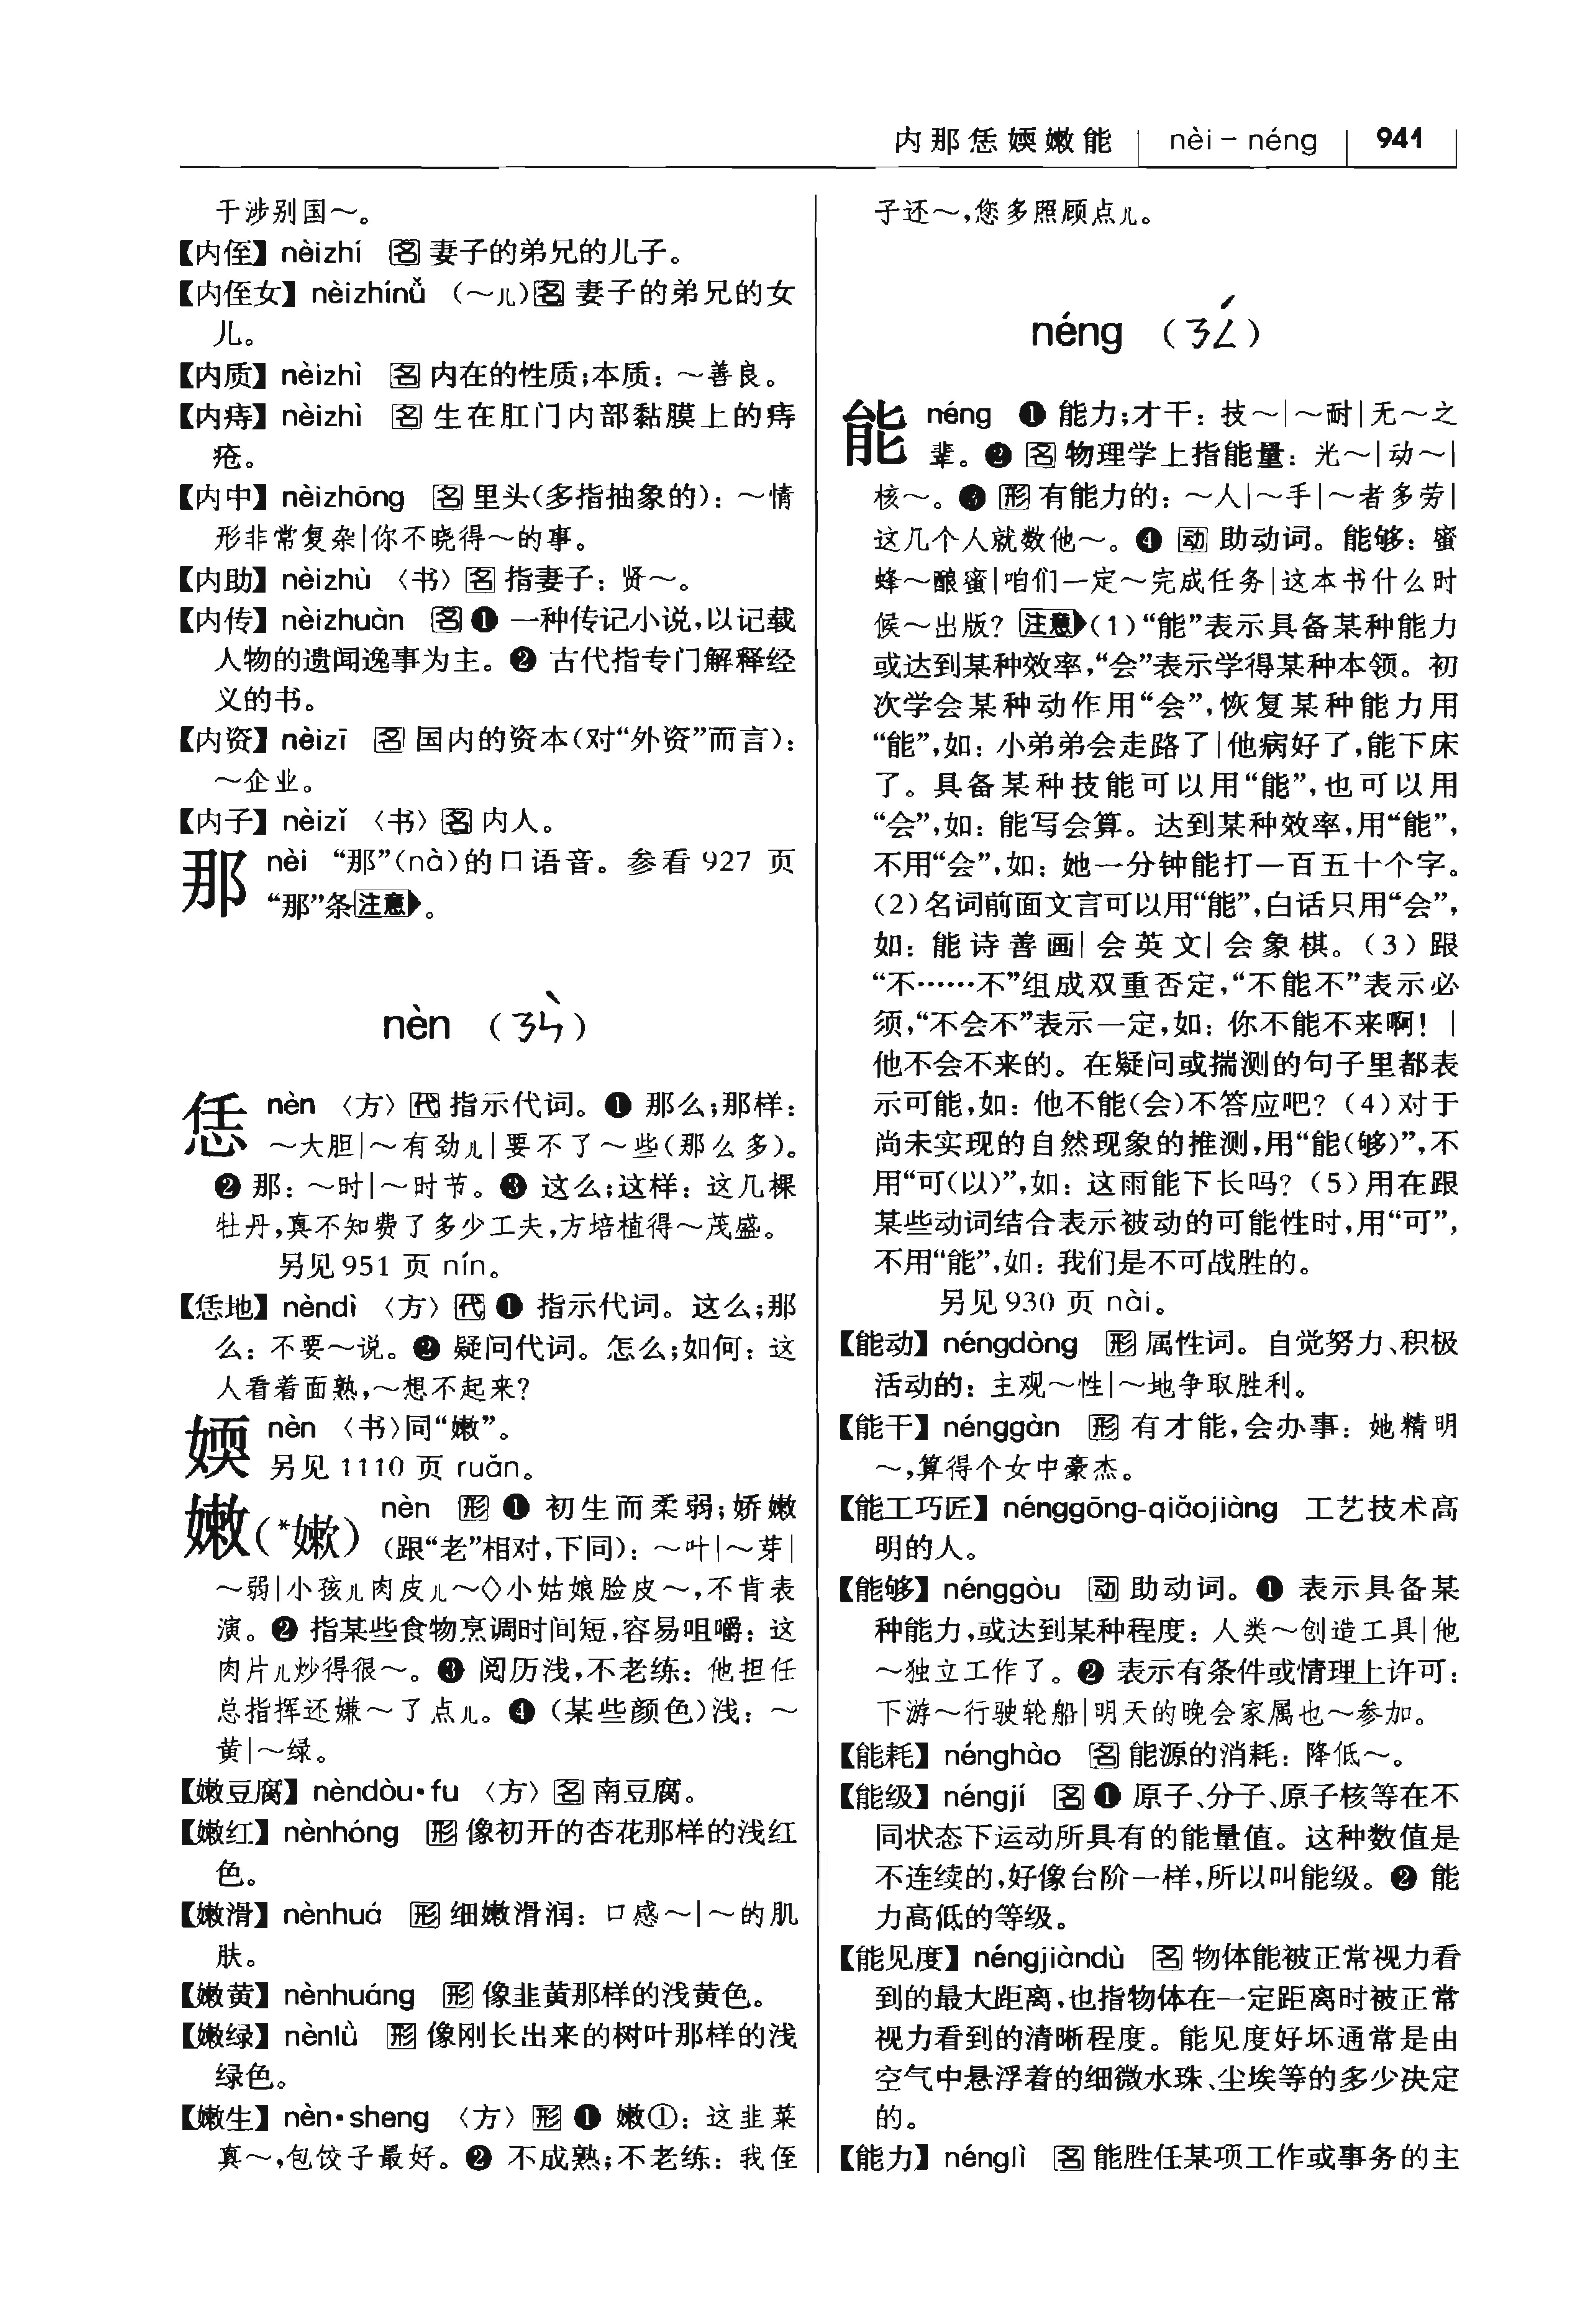 内那恁媆嫩能 | nèi－néng | 941
干涉别国～。
【内侄】nèizhí 名 妻子的弟兄的儿子。
【内侄女】nèizhínǚ （～儿）名 妻子的弟兄的女
儿。
【内质】nèizhì 名 内在的性质；本质：～善良。
【内痔】nèizhì 名 生在肛门内部黏膜上的痔
疮。
【内中】nèizhōng 名 里头（多指抽象的）：～情
形非常复杂|你不晓得～的事。
【内助】nèizhù 〈书〉名 指妻子：贤～。
【内传】nèizhuàn 名 ❶ 一种传记小说，以记载
人物的遗闻逸事为主。❷ 古代指专门解释经
义的书。
【内资】nèizī 名 国内的资本（对“外资”而言）：
～企业。
【内子】nèizǐ 〈书〉名 内人。
那 nèi “那”（nà）的口语音。参看 927 页
“那”条注意。
nèn （ㄋㄣˋ）
恁 nèn 〈方〉代 指示代词。❶ 那么；那样：
～大胆|～有劲儿|要不了～些（那么多）。
❷ 那：～时|～时节。❸ 这么；这样：这几棵
牡丹，真不知费了多少工夫，方培植得～茂盛。
另见 951 页 nín。
【恁地】nèndì 〈方〉代 ❶ 指示代词。这么；那
么：不要～说。❷ 疑问代词。怎么；如何：这
人看着面熟，～想不起来？
媆 nèn 〈书〉同“嫩”。
另见 1110 页 ruǎn。
嫩（*嫰） nèn 形 ❶ 初生而柔弱；娇嫩
（跟“老”相对，下同）：～叶|～芽|
～弱|小孩儿肉皮儿～◇小姑娘脸皮～，不肯表
演。❷ 指某些食物烹调时间短，容易咀嚼：这
肉片儿炒得很～。❸ 阅历浅，不老练：他担任
总指挥还嫌～了点儿。❹（某些颜色）浅：～
黄|～绿。
【嫩豆腐】nèndòu·fu 〈方〉名 南豆腐。
【嫩红】nènhóng 形 像初开的杏花那样的浅红
色。
【嫩滑】nènhuá 形 细嫩滑润：口感～|～的肌
肤。
【嫩黄】nènhuáng 形 像韭黄那样的浅黄色。
【嫩绿】nènlǜ 形 像刚长出来的树叶那样的浅
绿色。
【嫩生】nèn·sheng 〈方〉形 ❶ 嫩①：这韭菜
真～，包饺子最好。❷ 不成熟；不老练：我侄
子还～，您多照顾点儿。
néng （ㄋㄥˊ）
能 néng ❶ 能力；才干：技～|～耐|无～之
辈。❷ 名 物理学上指能量：光～|动～|
核～。❸ 形 有能力的：～人|～手|～者多劳|
这几个人就数他～。❹ 动 助动词。能够：蜜
蜂～酿蜜|咱们一定～完成任务|这本书什么时
候～出版？ 注意（1）“能”表示具备某种能力
或达到某种效率，“会”表示学得某种本领。初
次学会某种动作用“会”，恢复某种能力用
“能”，如：小弟弟会走路了|他病好了，能下床
了。具备某种技能可以用“能”，也可以用
“会”，如：能写会算。达到某种效率，用“能”，
不用“会”，如：她一分钟能打一百五十个字。
（2）名词前面文言可以用“能”，白话只用“会”，
如：能诗善画|会英文|会象棋。（3）跟
“不……不”组成双重否定，“不能不”表示必
须，“不会不”表示一定，如：你不能不来啊！|
他不会不来的。在疑问或揣测的句子里都表
示可能，如：他不能（会）不答应吧？（4）对于
尚未实现的自然现象的推测，用“能（够）”，不
用“可（以）”，如：这雨能下长吗？（5）用在跟
某些动词结合表示被动的可能性时，用“可”，
不用“能”，如：我们是不可战胜的。
另见 930 页 nài。
【能动】néngdòng 形 属性词。自觉努力、积极
活动的：主观～性|～地争取胜利。
【能干】nénggàn 形 有才能，会办事：她精明
～，算得个女中豪杰。
【能工巧匠】nénggōng-qiǎojiàng 工艺技术高
明的人。
【能够】nénggòu 动 助动词。❶ 表示具备某
种能力，或达到某种程度：人类～创造工具|他
～独立工作了。❷ 表示有条件或情理上许可：
下游～行驶轮船|明天的晚会家属也～参加。
【能耗】nénghào 名 能源的消耗：降低～。
【能级】néngjí 名 ❶ 原子、分子、原子核等在不
同状态下运动所具有的能量值。这种数值是
不连续的，好像台阶一样，所以叫能级。❷ 能
力高低的等级。
【能见度】néngjiàndù 名 物体能被正常视力看
到的最大距离，也指物体在一定距离时被正常
视力看到的清晰程度。能见度好坏通常是由
空气中悬浮着的细微水珠、尘埃等的多少决定
的。
【能力】nénglì 名 能胜任某项工作或事务的主